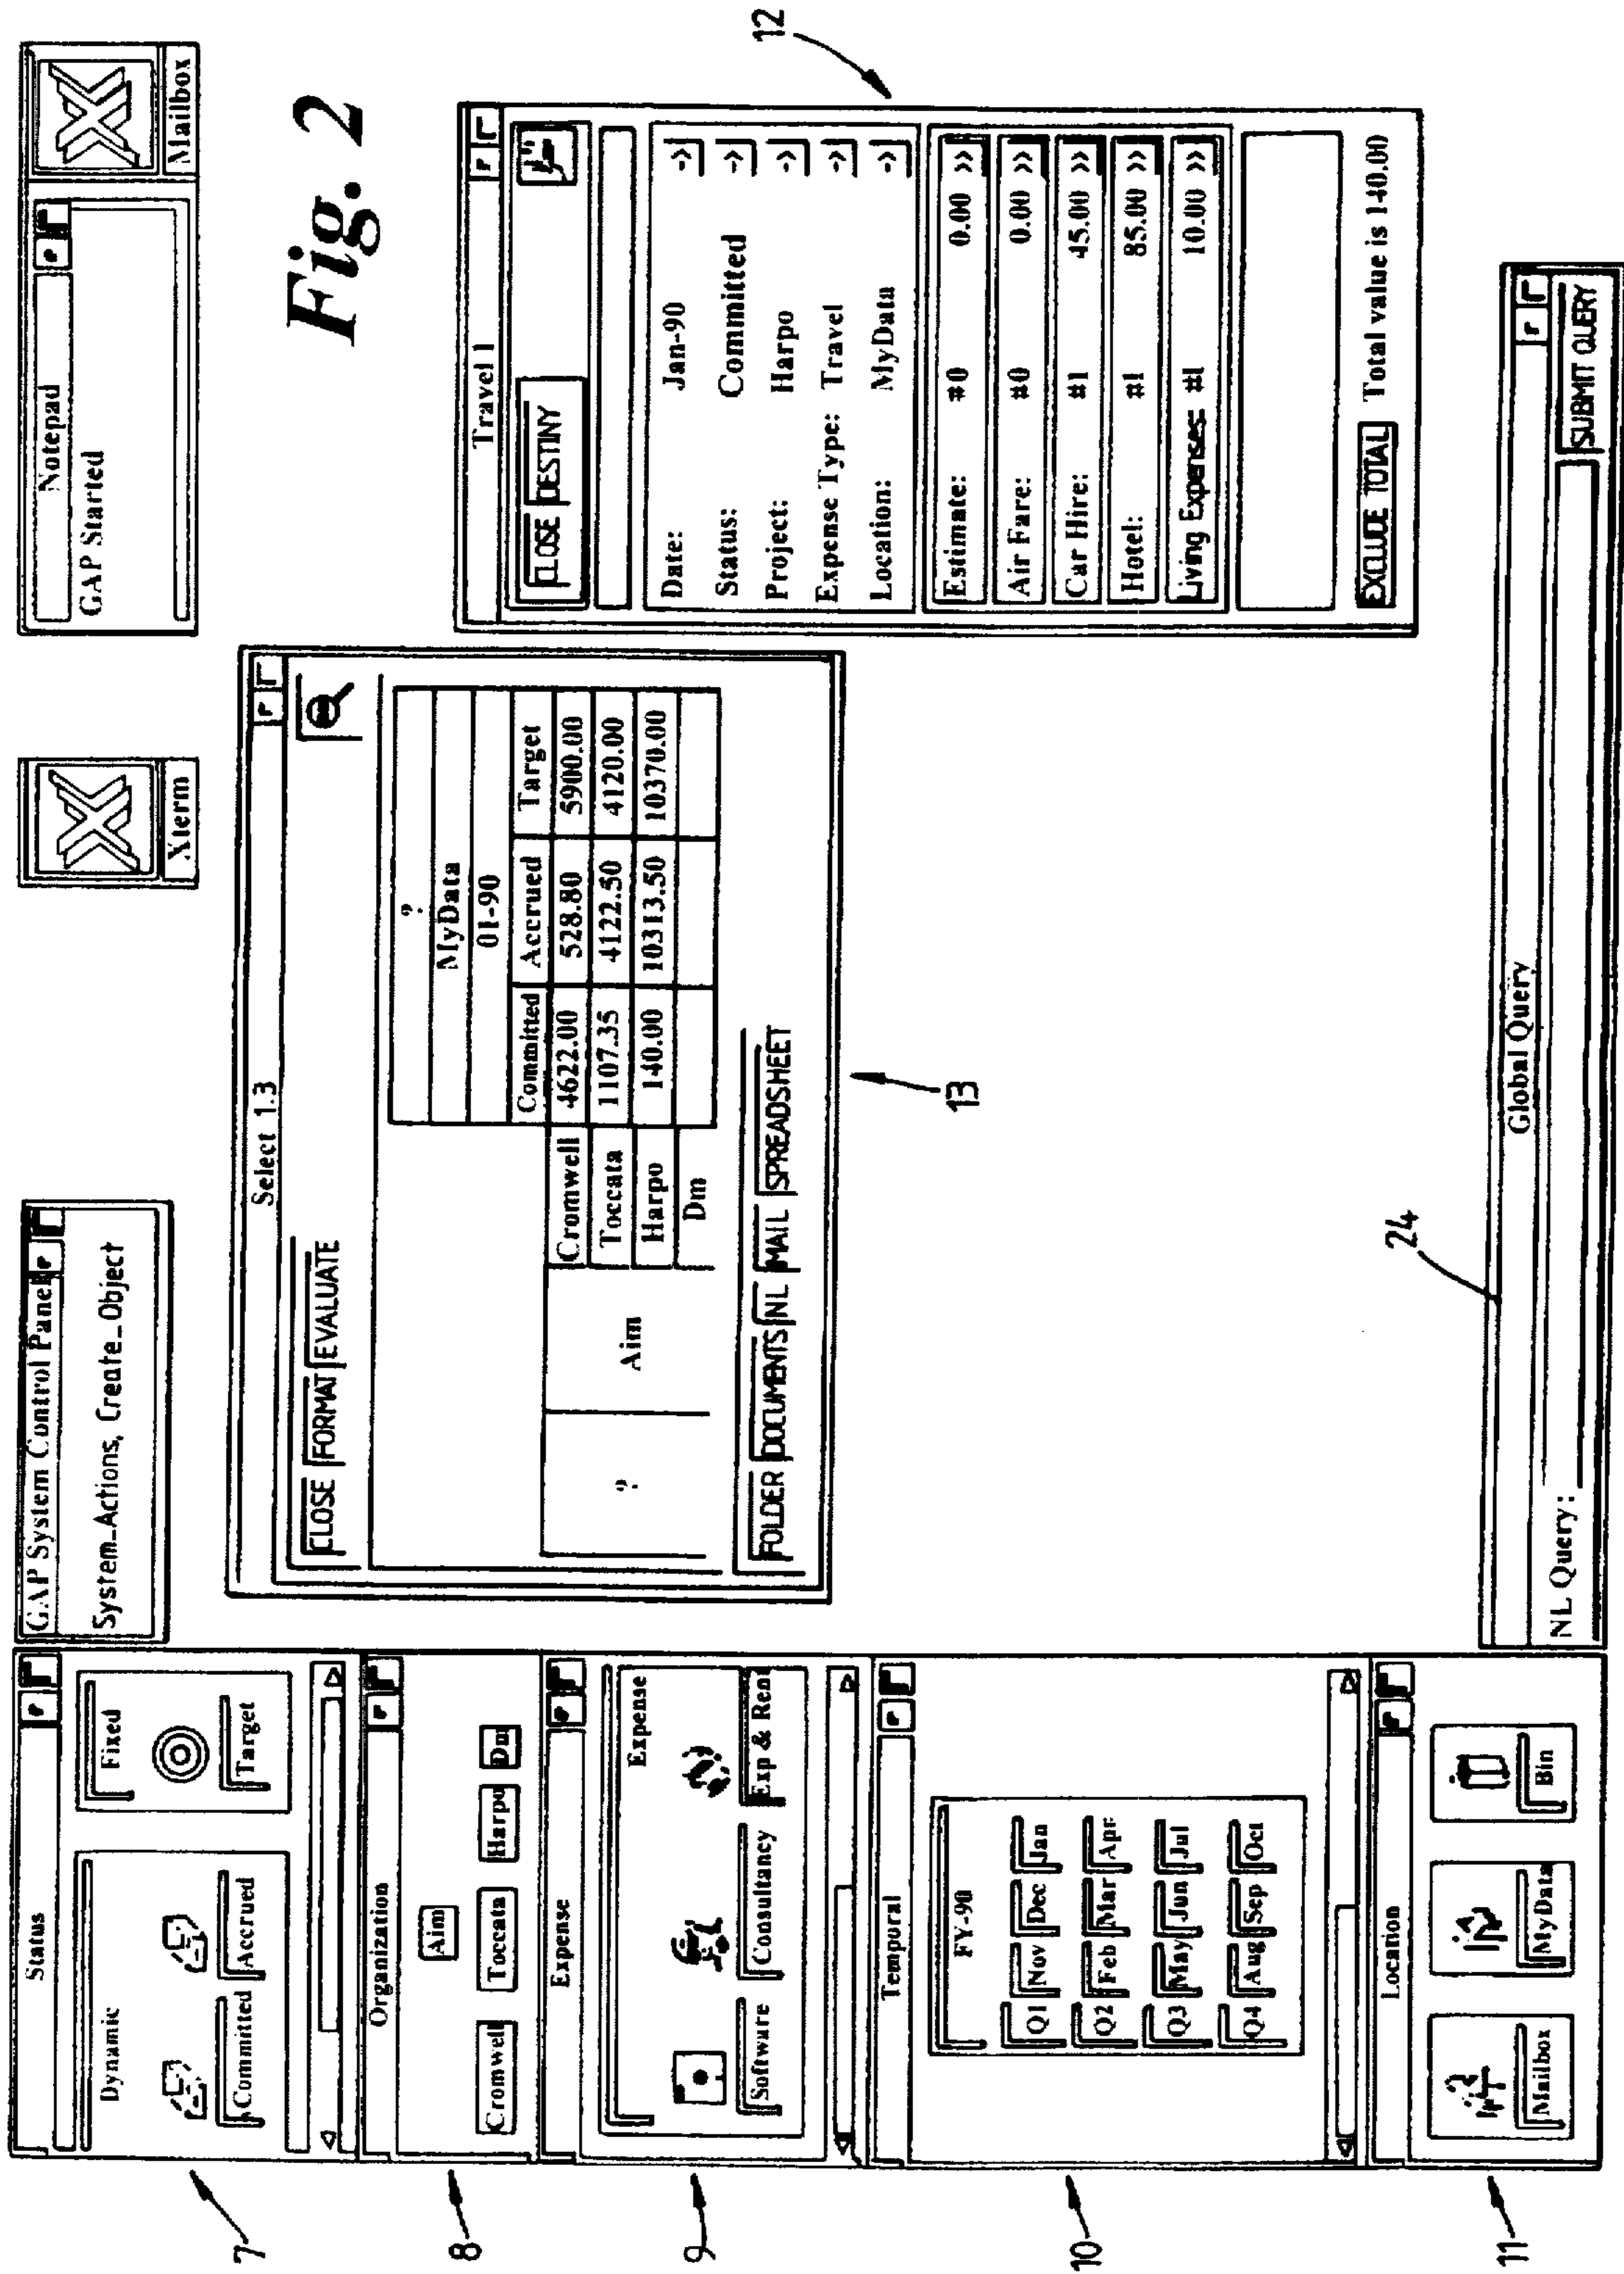 Fig. 2
GAP System Control Panel
System_Actions, Create_Object
Xterm
Notepad
GAP Started
Mailbox
7
Status
Dynamic
Fixed
Committed
Accrued
Target
8
Organization
Aim
Cromwell
Toccata
Harpo
Dm
9
Expense
Expense
Software
Consultancy
Exp & Rent
10
Temporal
FY-90
Q1 Nov Dec Jan
Q2 Feb Mar Apr
Q3 May Jun Jul
Q4 Aug Sep Oct
11
Location
Mailbox
MyData
Bin
Select 1.3
CLOSE FORMAT EVALUATE
?
MyData
01-90
Committed Accrued Target
Cromwell 4622.00 528.80 5900.00
Toccata 1107.35 4122.50 4120.00
Harpo 140.00 10313.50 10370.00
Dm
? Aim
FOLDER DOCUMENTS NL MAIL SPREADSHEET
13
Travel 1
CLOSE DESTINY
Date: Jan-90 ->
Status: Committed ->
Project: Harpo ->
Expense Type: Travel ->
Location: MyData ->
Estimate: #0 0.00 >>
Air Fare: #0 0.00 >>
Car Hire: #1 45.00 >>
Hotel: #1 85.00 >>
Living Expenses: #1 10.00 >>
EXCLUDE TOTAL Total value is 140.00
12
24
Global Query
NL Query: SUBMIT QUERY